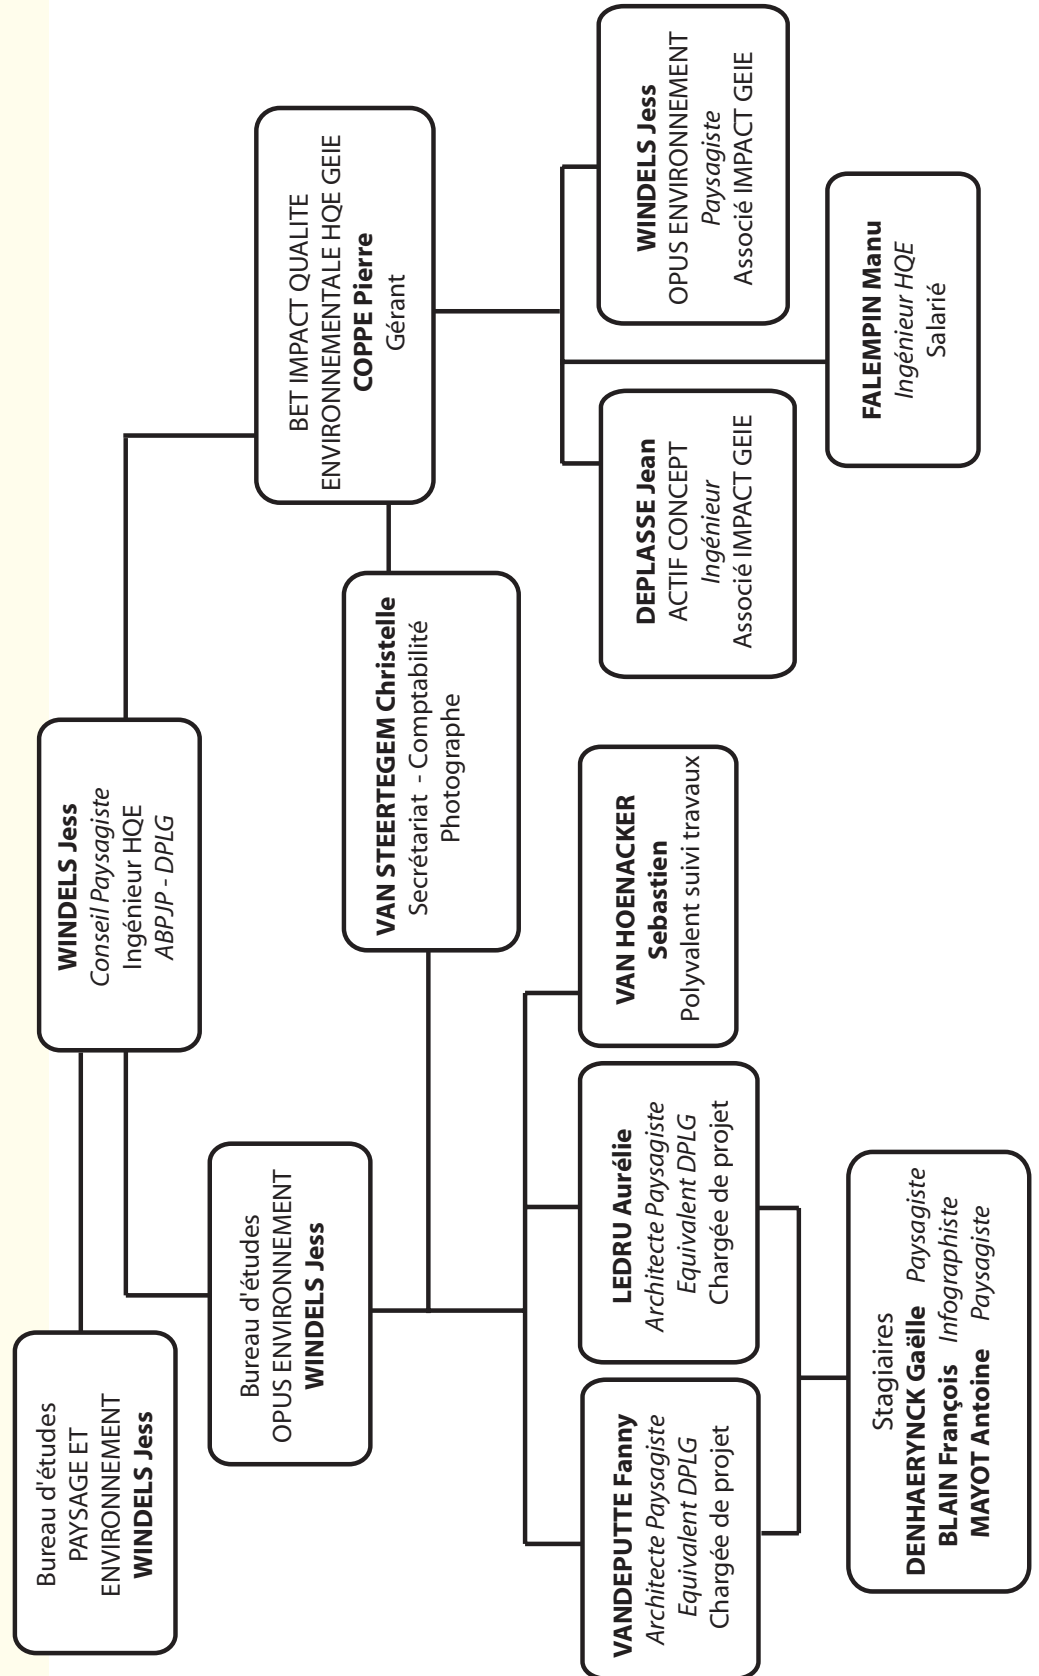 Bureau d'études
PAYSAGE ET
ENVIRONNEMENT
WINDELS Jess
WINDELS Jess
Conseil Paysagiste
Ingénieur HQE
ABPJP - DPLG
Bureau d'études
OPUS ENVIRONNEMENT
WINDELS Jess
BET IMPACT QUALITE
ENVIRONNEMENTALE HQE GEIE
COPPE Pierre
Gérant
VAN STEERTEGEM Christelle
Secrétariat - Comptabilité
Photographe
VANDEPUTTE Fanny
Architecte Paysagiste
Equivalent DPLG
Chargée de projet
LEDRU Aurélie
Architecte Paysagiste
Equivalent DPLG
Chargée de projet
VAN HOENACKER
Sebastien
Polyvalent suivi travaux
DEPLASSE Jean
ACTIF CONCEPT
Ingénieur
Associé IMPACT GEIE
WINDELS Jess
OPUS ENVIRONNEMENT
Paysagiste
Associé IMPACT GEIE
Stagiaires
DENHAERYNCK Gaëlle Paysagiste
BLAIN François Infographiste
MAYOT Antoine Paysagiste
FALEMPIN Manu
Ingénieur HQE
Salarié